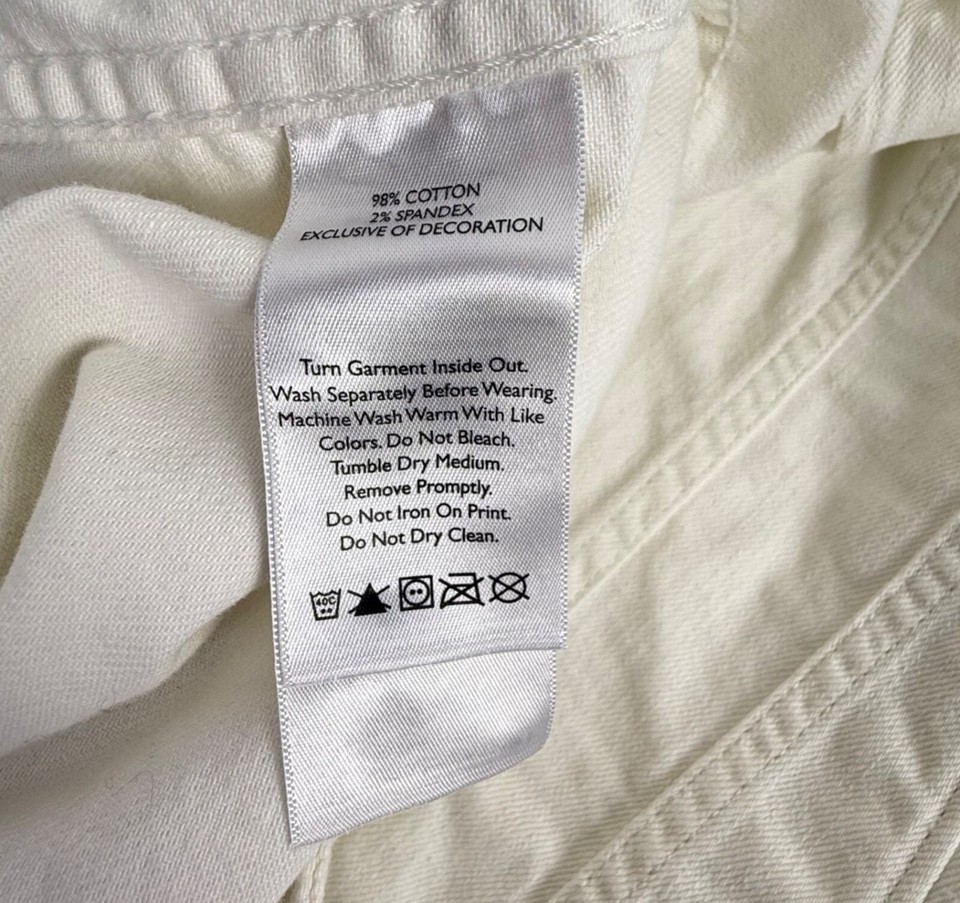 98% COTTON
2% SPANDEX
EXCLUSIVE OF DECORATION
Turn Garment Inside Out.
Wash Separately Before Wearing.
Machine Wash Warm With Like
Colors. Do Not Bleach.
Tumble Dry Medium.
Remove Promptly.
Do Not Iron On Print.
Do Not Dry Clean.
40C